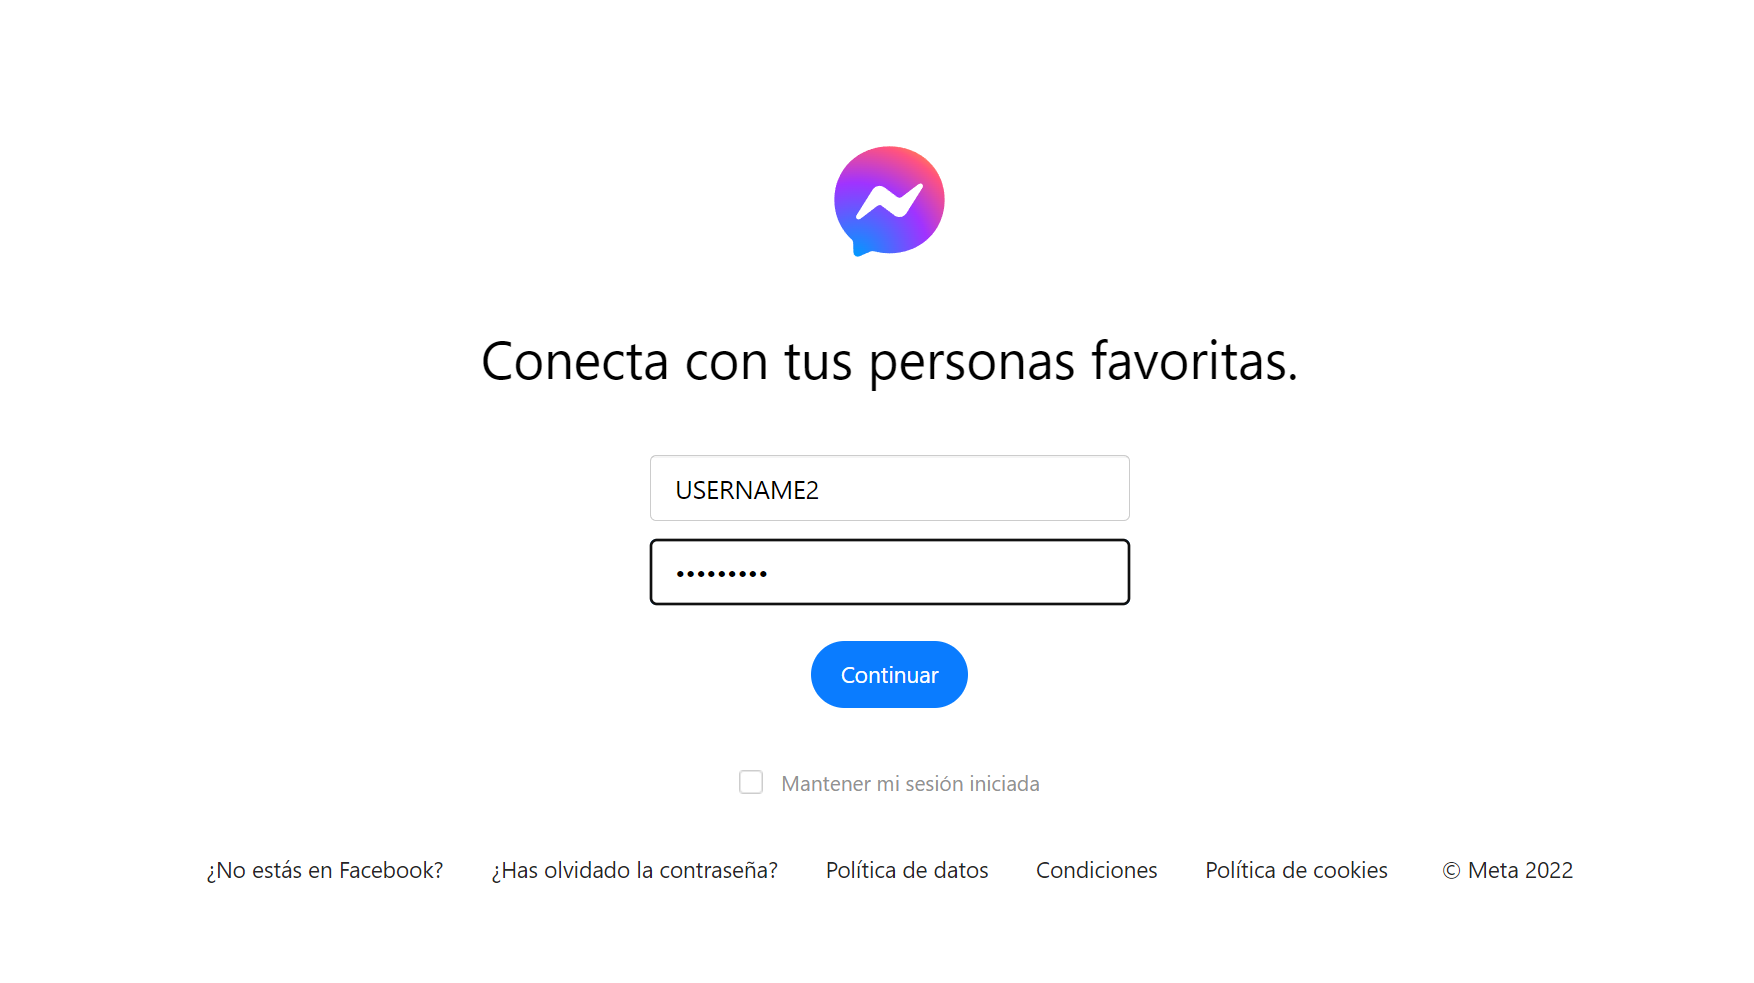 Conecta con tus personas favoritas.
USERNAME2
•••••••••
Continuar
Mantener mi sesión iniciada
¿No estás en Facebook? ¿Has olvidado la contraseña? Política de datos Condiciones Política de cookies © Meta 2022